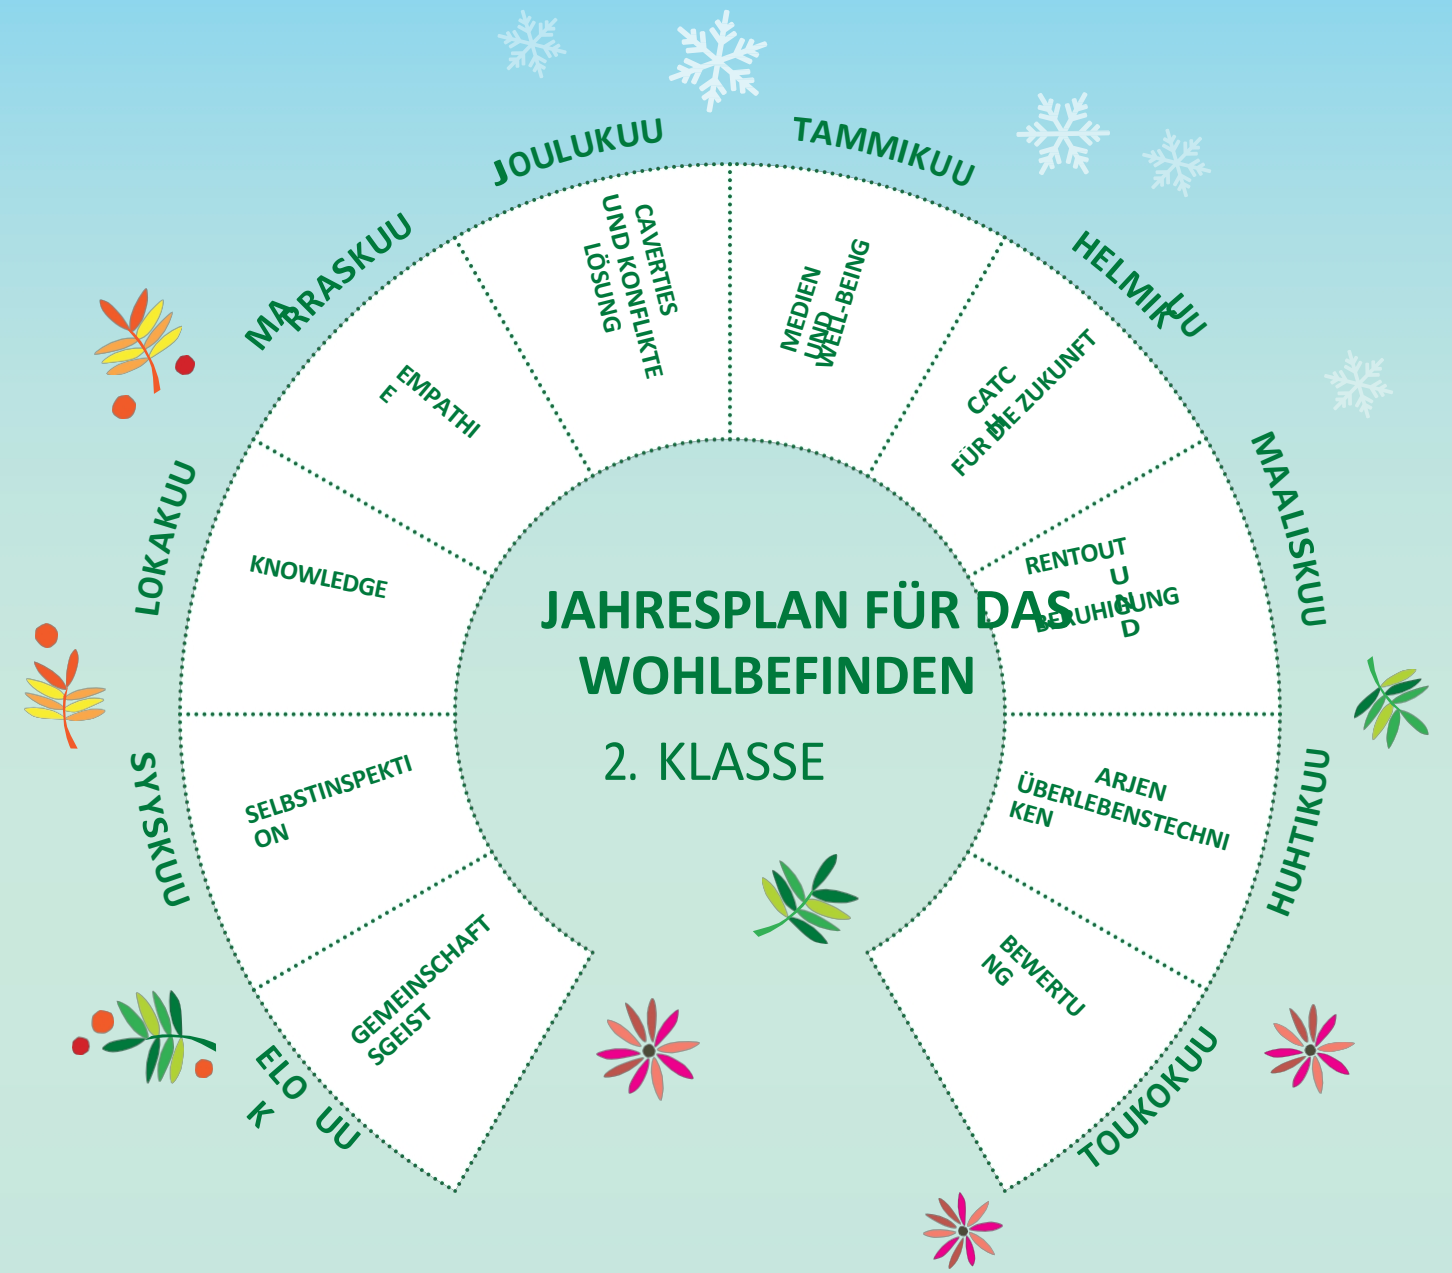 JOULUKUU
TAMMIKUU
MARRASKUU
HELMIKUU
LOKAKUU
MAALISKUU
SYYSKUU
HUHTIKUU
ELOKUU
TOUKOKUU
CAVERTIES
UND KONFLIKTE
LÖSUNG
MEDIEN
UND
WELL-BEING
EMPATHI
E
CATC
H
FÜR DIE ZUKUNFT
KNOWLEDGE
RENTOUT
UND
BERUHIGUNG
JAHRESPLAN FÜR DAS
WOHLBEFINDEN
2. KLASSE
SELBSTINSPEKTI
ON
ARJEN
ÜBERLEBENSTECHNI
KEN
GEMEINSCHAFT
SGEIST
BEWERTU
NG